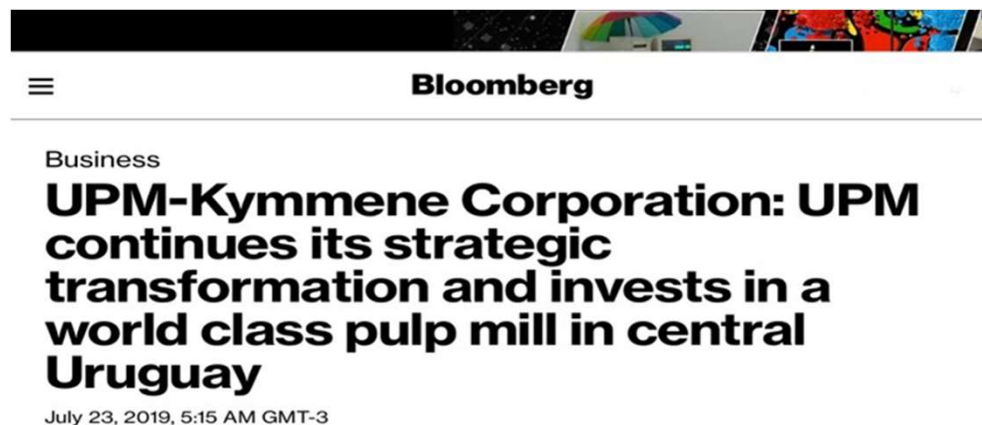 Bloomberg
Business
UPM-Kymmene Corporation: UPM
continues its strategic
transformation and invests in a
world class pulp mill in central
Uruguay
July 23, 2019, 5:15 AM GMT-3